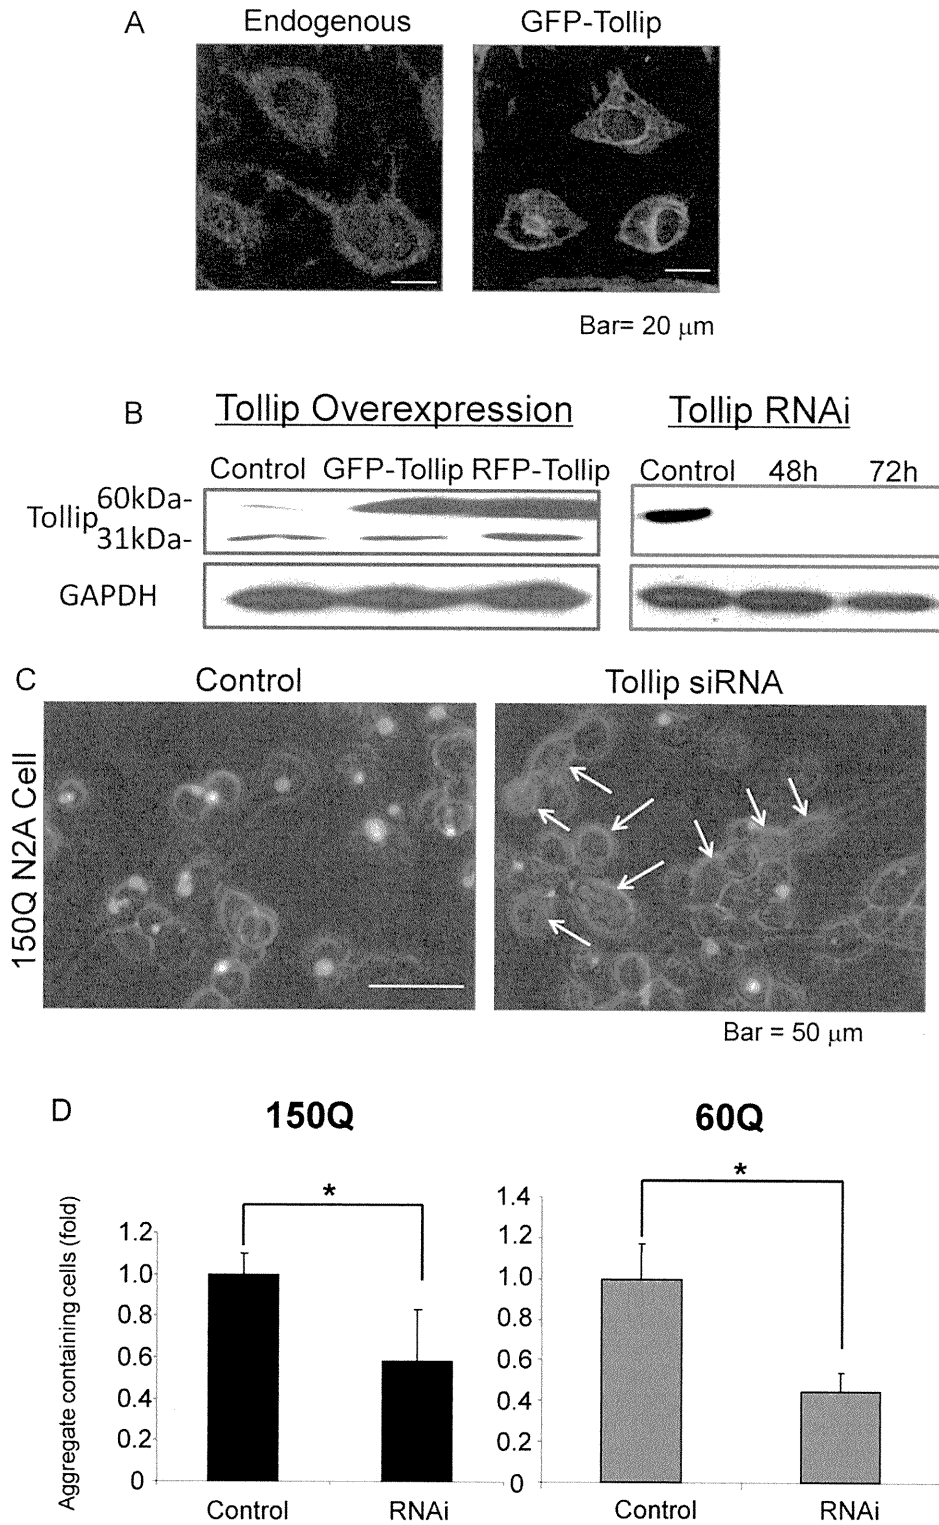 A
Endogenous
GFP-Tollip
Bar= 20 μm
B
Tollip Overexpression
Tollip RNAi
Control GFP-Tollip RFP-Tollip
Control 48h 72h
Tollip
60kDa-
31kDa-
GAPDH
C
Control
Tollip siRNA
150Q N2A Cell
Bar = 50 μm
D
150Q
60Q
Aggregate containing cells (fold)
*
1.2
1.0
0.8
0.6
0.4
0.2
0
Control RNAi
*
1.4
1.2
1.0
0.8
0.6
0.4
0.2
0
Control RNAi